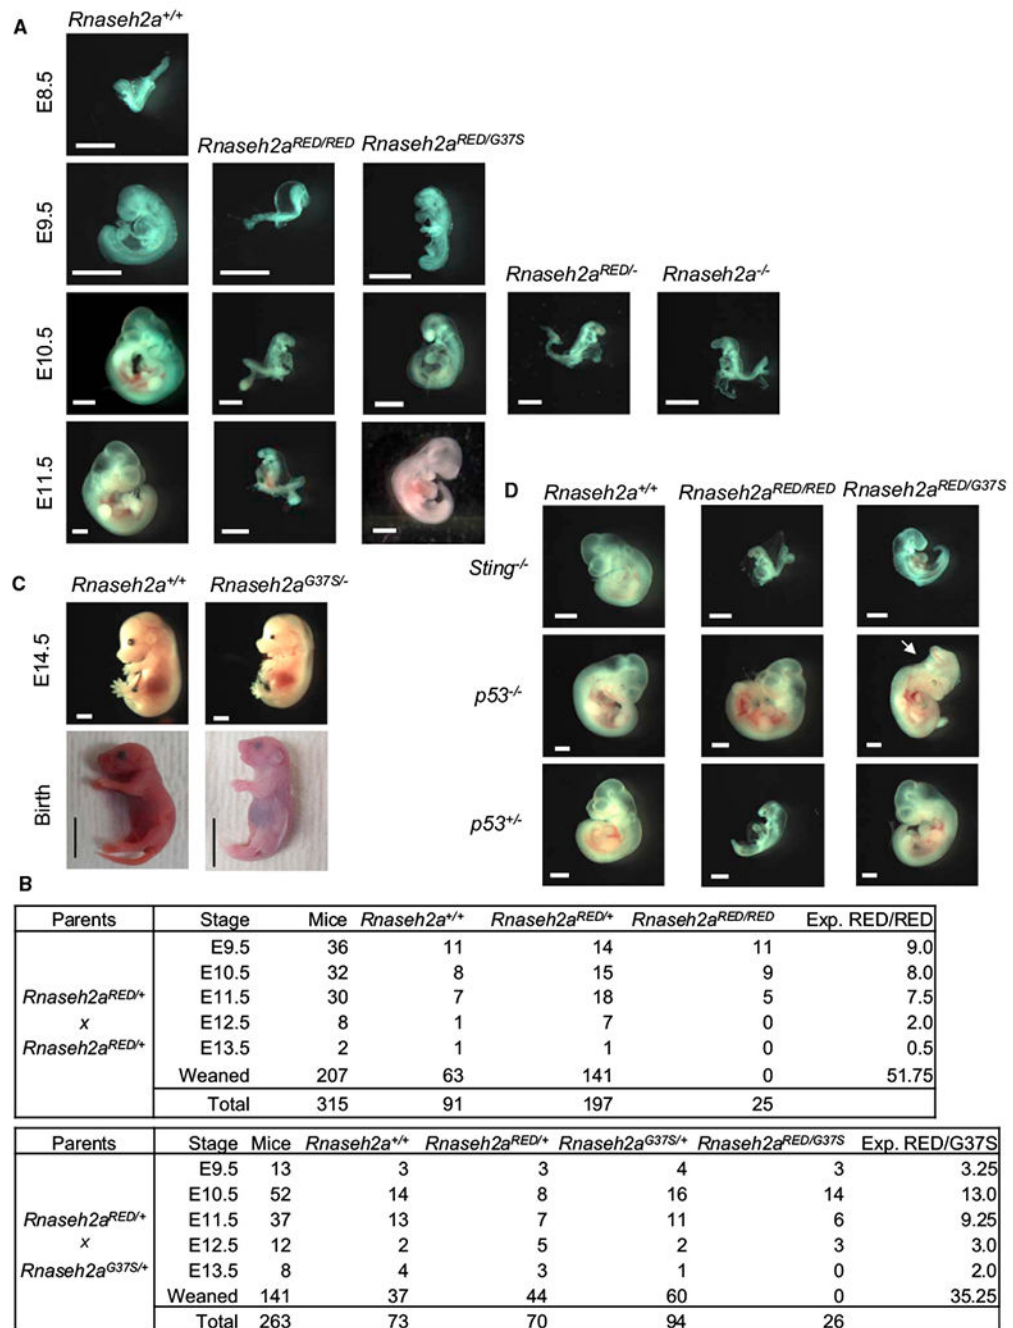 A
Rnaseh2a+/+
E8.5
Rnaseh2aRED/RED Rnaseh2aRED/G37S
E9.5
Rnaseh2aRED/- Rnaseh2a-/-
E10.5
E11.5
D Rnaseh2a+/+ Rnaseh2aRED/RED Rnaseh2aRED/G37S
Sting-/-
p53-/-
p53+/-
C Rnaseh2a+/+ Rnaseh2aG37S/-
E14.5
Birth
B
Parents Stage Mice Rnaseh2a+/+ Rnaseh2aRED/+ Rnaseh2aRED/RED Exp. RED/RED
E9.5 36 11 14 11 9.0
E10.5 32 8 15 9 8.0
Rnaseh2aRED/+ E11.5 30 7 18 5 7.5
x E12.5 8 1 7 0 2.0
Rnaseh2aRED/+ E13.5 2 1 1 0 0.5
Weaned 207 63 141 0 51.75
Total 315 91 197 25
Parents Stage Mice Rnaseh2a+/+ Rnaseh2aRED/+ Rnaseh2aG37S/+ Rnaseh2aRED/G37S Exp. RED/G37S
E9.5 13 3 3 4 3 3.25
E10.5 52 14 8 16 14 13.0
Rnaseh2aRED/+ E11.5 37 13 7 11 6 9.25
x E12.5 12 2 5 2 3 3.0
Rnaseh2aG37S/+ E13.5 8 4 3 1 0 2.0
Weaned 141 37 44 60 0 35.25
Total 263 73 70 94 26